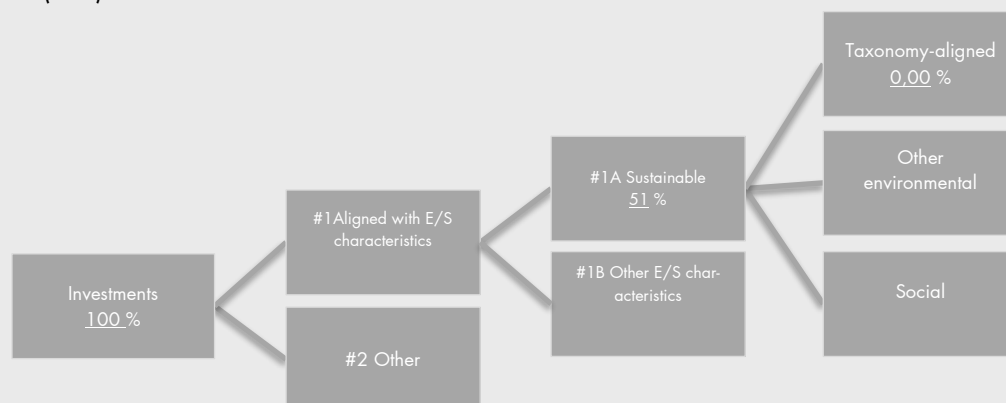 Investments
100 %
#1Aligned with E/S
characteristics
#2 Other
#1A Sustainable
51 %
#1B Other E/S char-
acteristics
Taxonomy-aligned
0,00 %
Other
environmental
Social